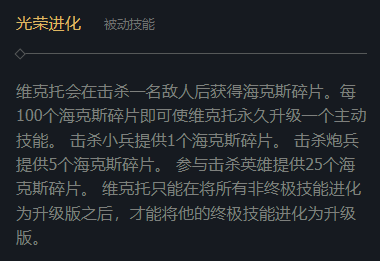 光荣进化 被动技能
维克托会在击杀一名敌人后获得海克斯碎片。每
100个海克斯碎片即可使维克托永久升级一个主动
技能。 击杀小兵提供1个海克斯碎片。 击杀炮兵
提供5个海克斯碎片。 参与击杀英雄提供25个海
克斯碎片。 维克托只能在将所有非终极技能进化
为升级版之后，才能将他的终极技能进化为升级
版。